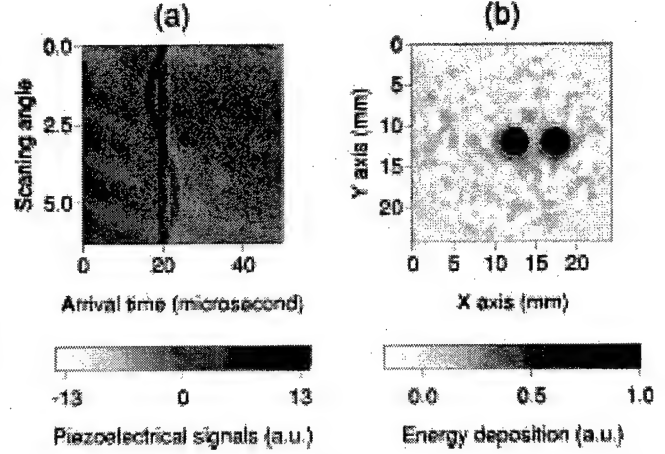 (a)
(b)
0.0
2.5
5.0
Scaning angle
0 20 40
Arrival time (microsecond)
-13 0 13
Piezoelectrical signals (a.u.)
0
5
10
15
20
Y axis (mm)
0 5 10 15 20
X axis (mm)
0.0 0.5 1.0
Energy deposition (a.u.)